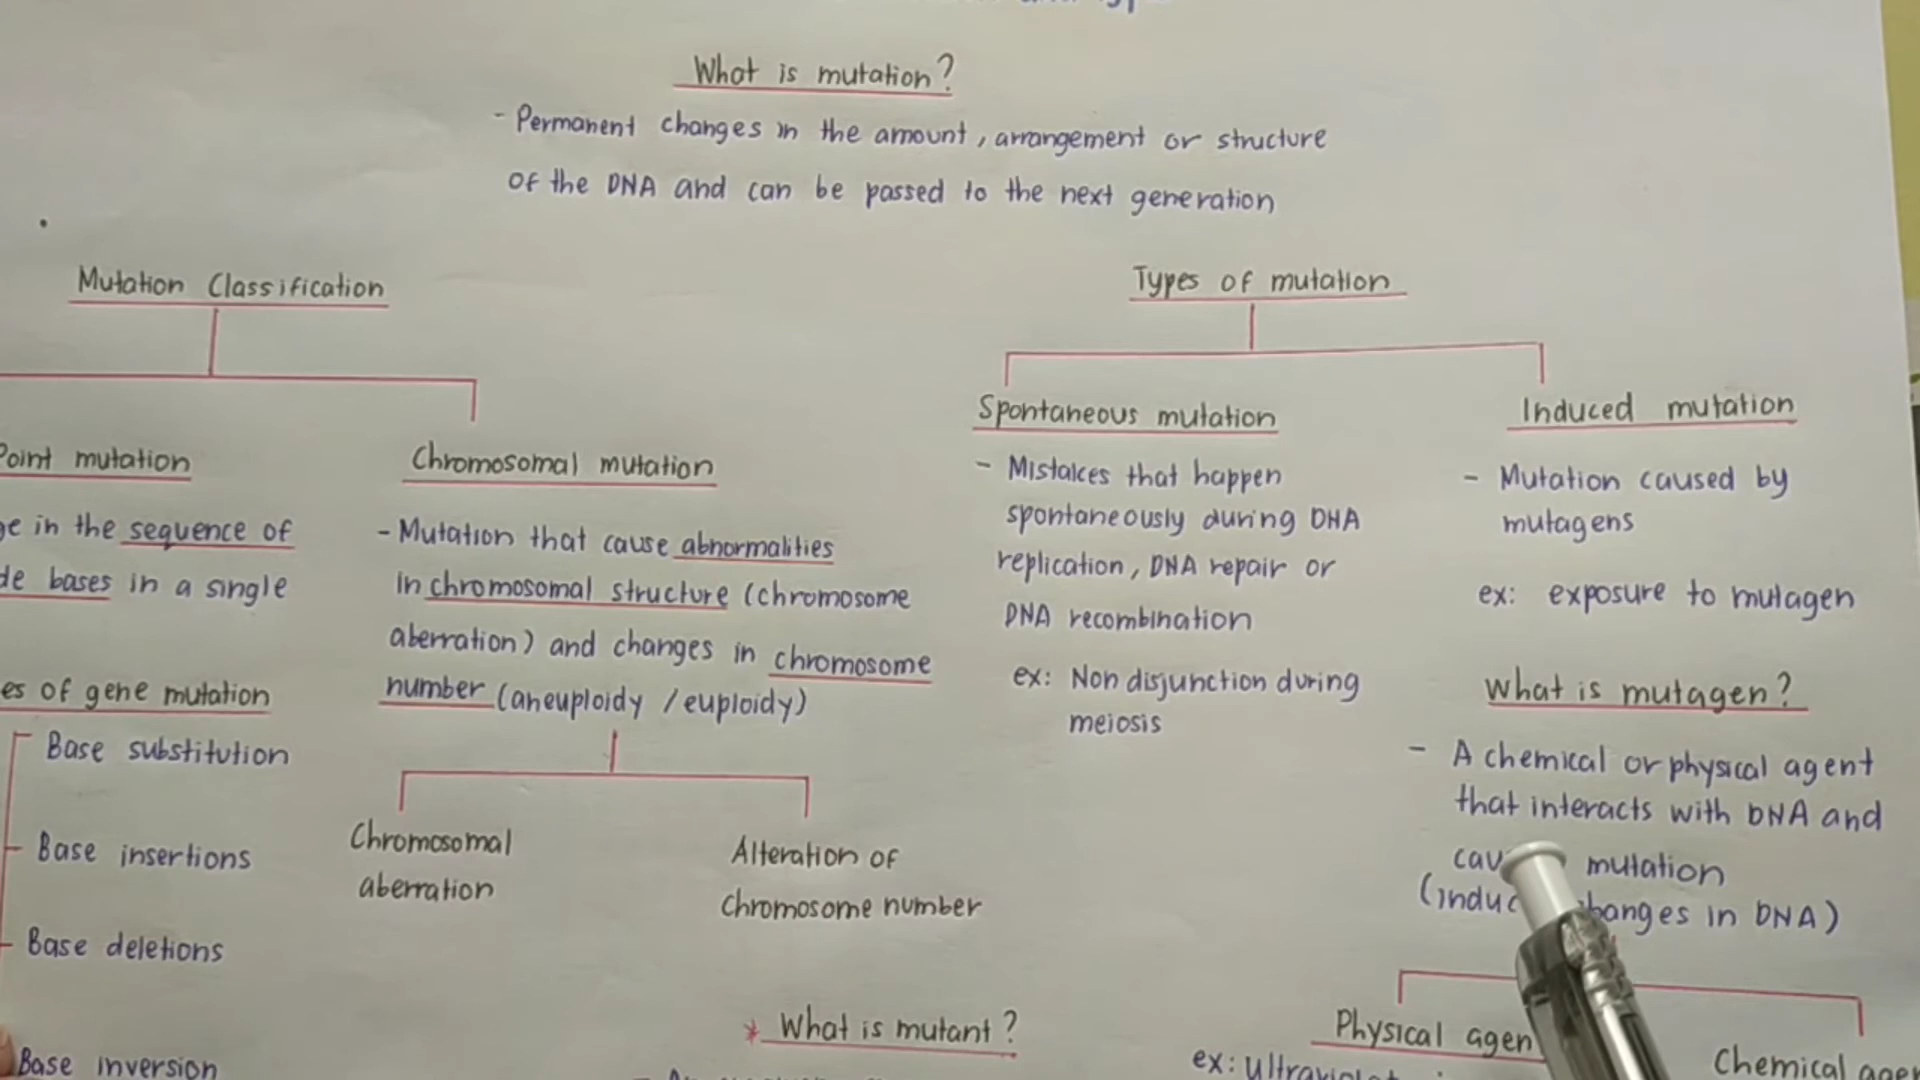 What is mutation?
- Permanent changes in the amount, arrangement or structure
of the DNA and can be passed to the next generation
Mutation Classification
Point mutation
in the sequence of
bases in a single
of gene mutation
Base substitution
Base insertions
Base deletions
Base inversion
Chromosomal mutation
- Mutation that cause abnormalities
in chromosomal structure (chromosome
aberration) and changes in chromosome
number (aneuploidy / euploidy)
Chromosomal
aberration
Alteration of
chromosome number
* What is mutant?
Types of mutation
Spontaneous mutation
- Mistakes that happen
spontaneously during DNA
replication, DNA repair or
DNA recombination
ex: Non disjunction during
meiosis
Induced mutation
- Mutation caused by
mutagens
ex: exposure to mutagen
What is mutagen?
- A chemical or physical agent
that interacts with DNA and
mutation
changes in DNA)
Physical
ex:
Chemical